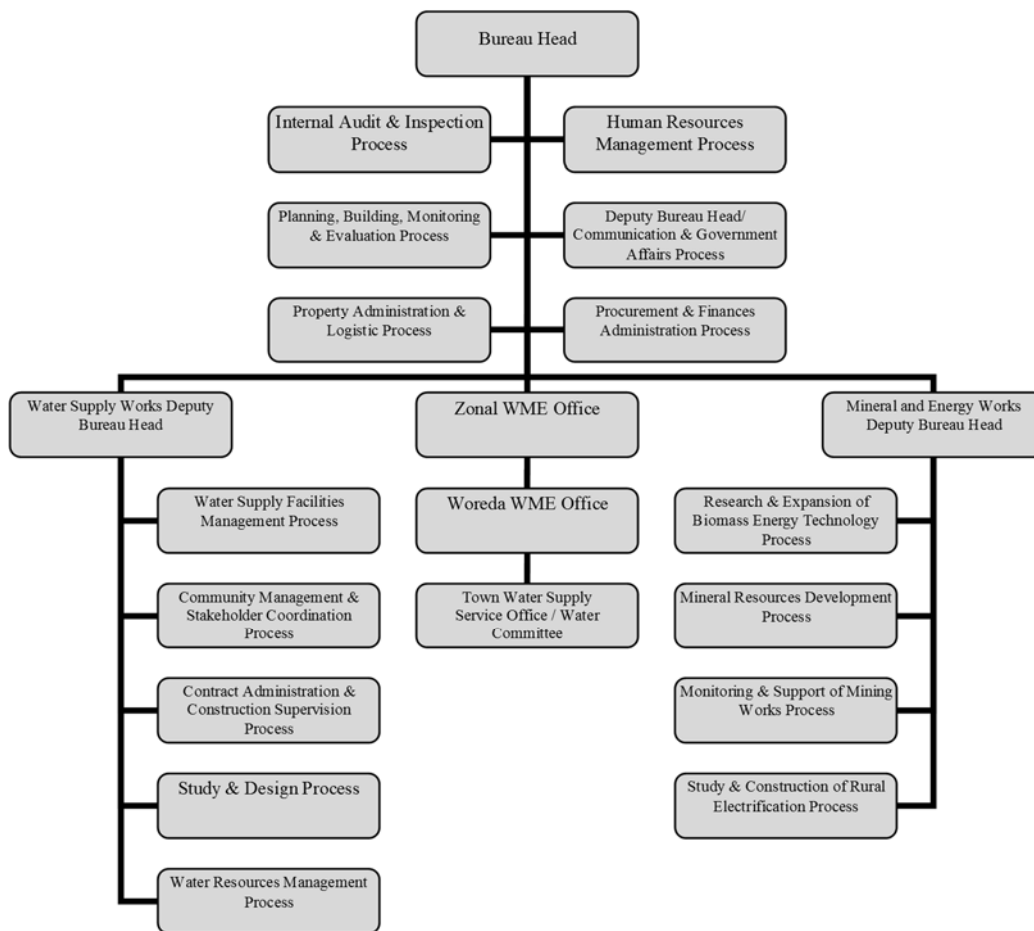 Bureau Head
Internal Audit & Inspection
Process
Human Resources
Management Process
Planning, Building, Monitoring
& Evaluation Process
Deputy Bureau Head/
Communication & Government
Affairs Process
Property Administration &
Logistic Process
Procurement & Finances
Administration Process
Water Supply Works Deputy
Bureau Head
Zonal WME Office
Mineral and Energy Works
Deputy Bureau Head
Water Supply Facilities
Management Process
Woreda WME Office
Research & Expansion of
Biomass Energy Technology
Process
Community Management &
Stakeholder Coordination
Process
Town Water Supply
Service Office / Water
Committee
Mineral Resources Development
Process
Contract Administration &
Construction Supervision
Process
Monitoring & Support of Mining
Works Process
Study & Design Process
Study & Construction of Rural
Electrification Process
Water Resources Management
Process